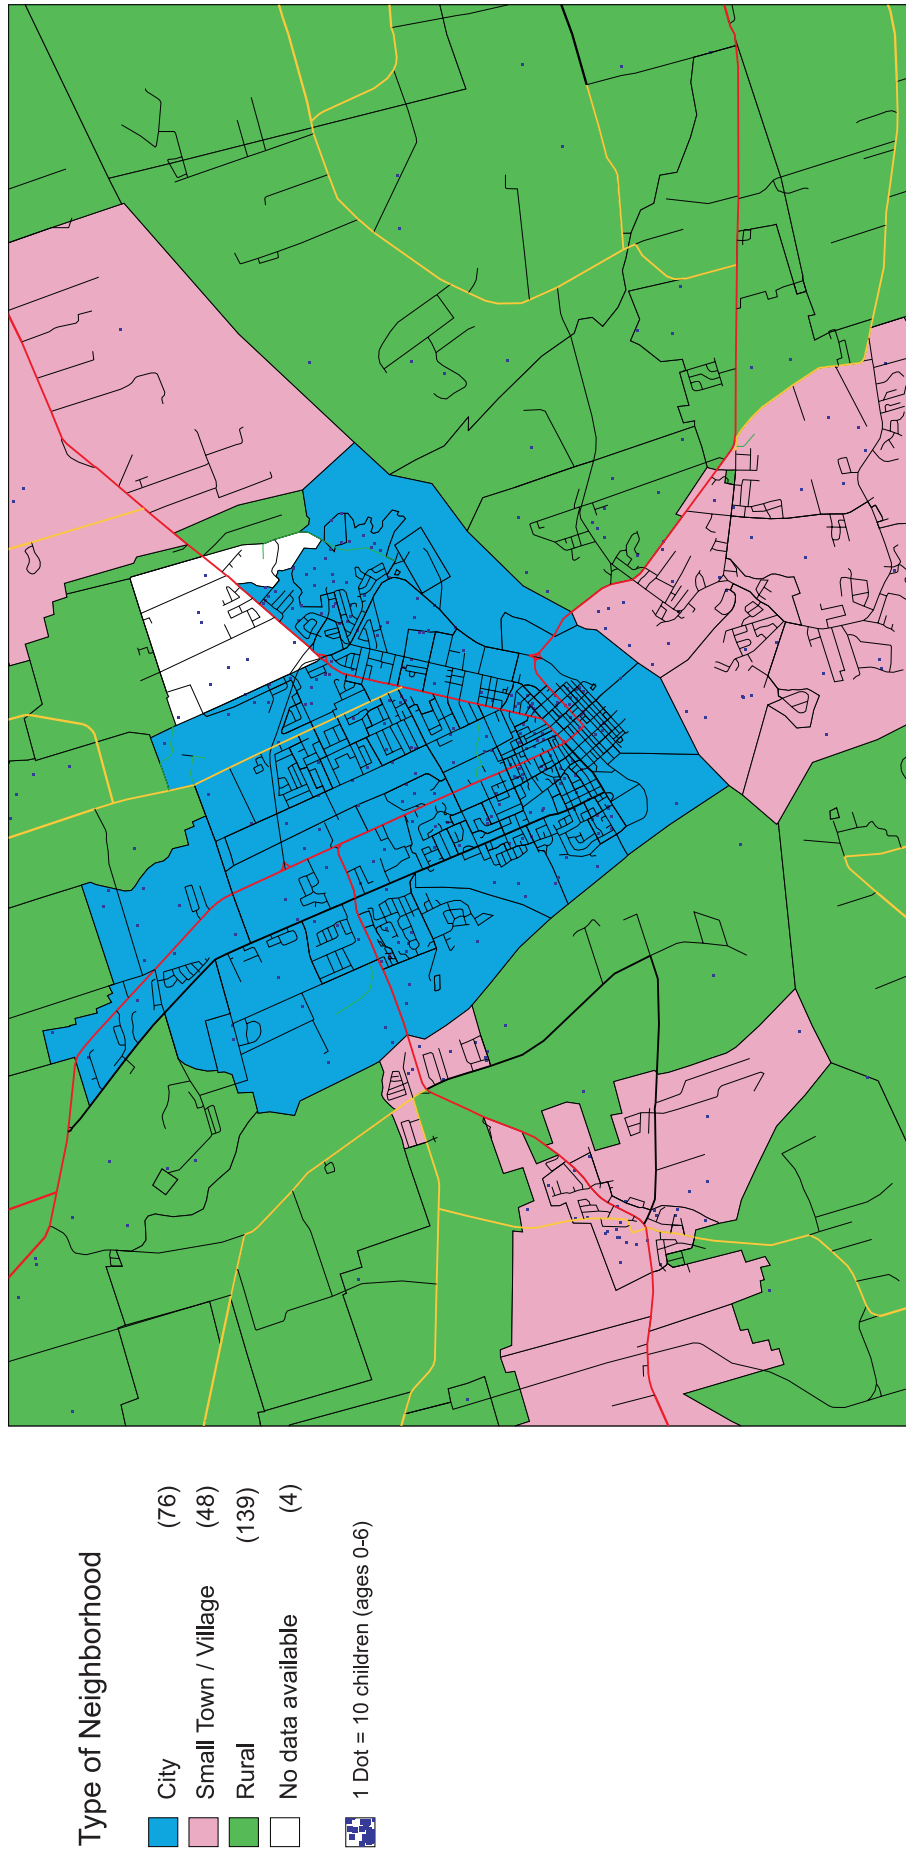 Type of Neighborhood
City (76)
Small Town / Village (48)
Rural (139)
No data available (4)
1 Dot = 10 children (ages 0-6)